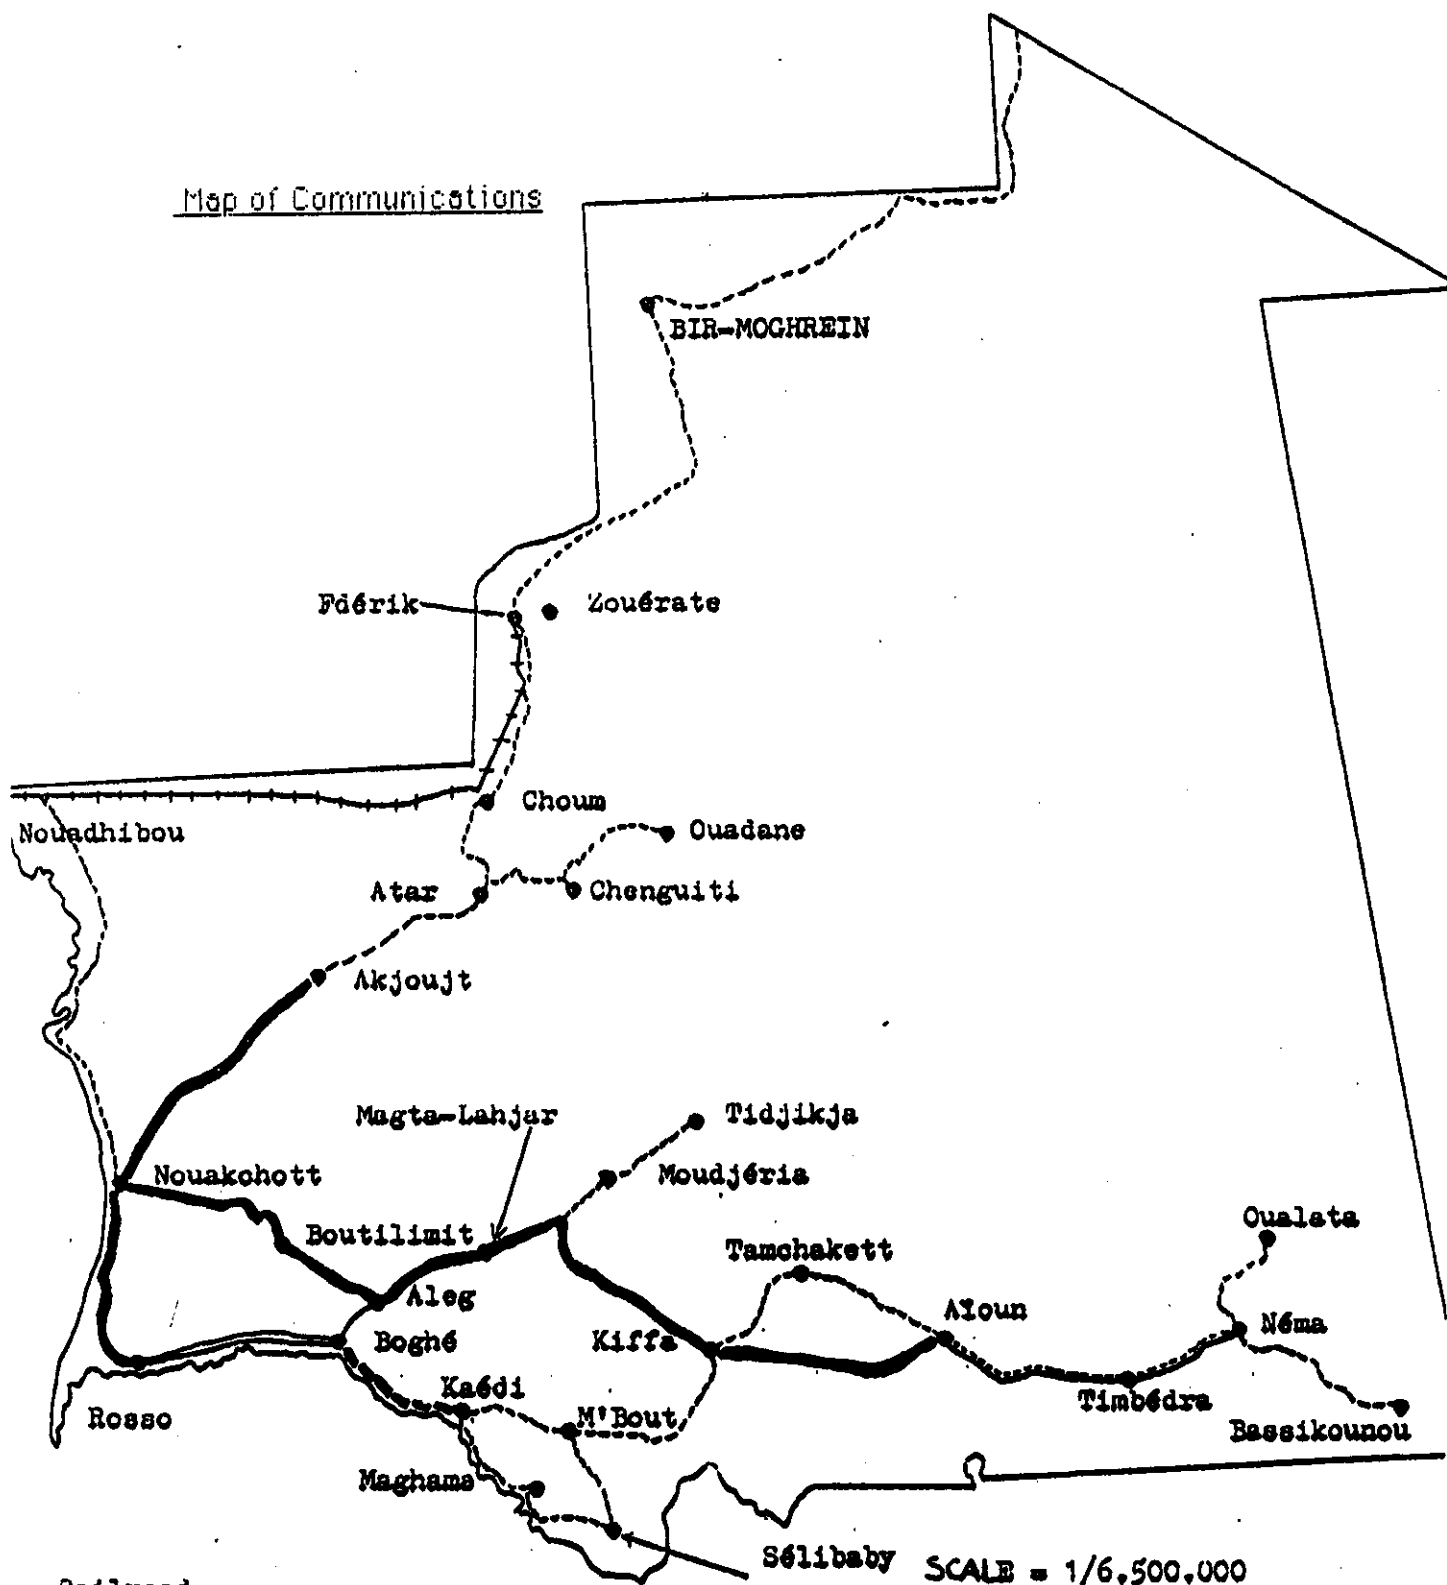 Map of Communications
BIR-MOGHREIN
Fdérik
Zouérate
Choum
Nouadhibou
Ouadane
Atar
Chenguiti
Akjoujt
Magta-Lahjar
Tidjikja
Nouakchott
Moudjéria
Boutilimit
Oualata
Tamchakett
Aleg
Aïoun
Néma
Boghé
Kiffa
Kaédi
Timbédra
Rosso
M'Bout
Bassikounou
Maghama
Sélibaby
SCALE = 1/6,500,000